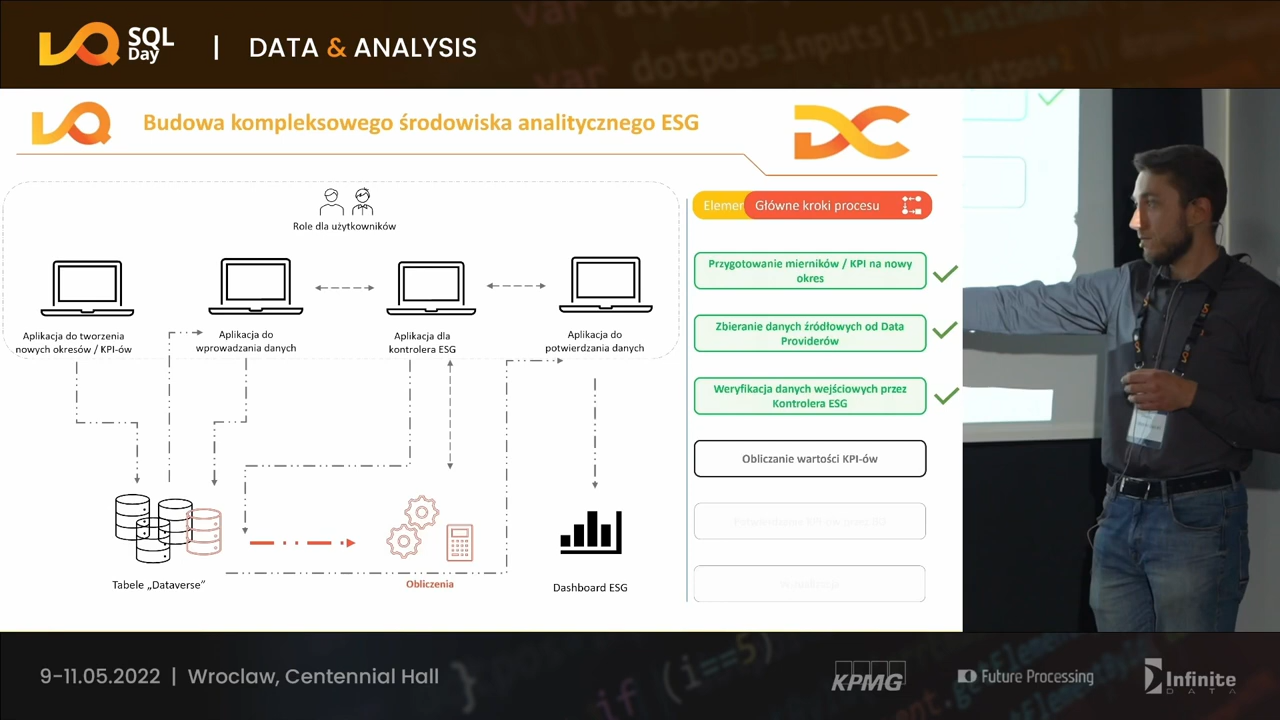 SQL
Day
| DATA & ANALYSIS
Budowa kompleksowego środowiska analitycznego ESG
Role dla użytkowników
Elemen
Główne kroki procesu
Aplikacja do tworzenia
nowych okresów / KPI-ów
Aplikacja do
wprowadzania danych
Aplikacja dla
kontrolera ESG
Aplikacja do
potwierdzania danych
Przygotowanie mierników / KPI na nowy
okres
Zbieranie danych źródłowych od Data
Providerów
Weryfikacja danych wejściowych przez
Kontrolera ESG
Obliczanie wartości KPI-ów
Tabele „Dataverse”
Obliczenia
Dashboard ESG
9-11.05.2022 | Wroclaw, Centennial Hall
KPMG
Future Processing
Infinite
DATA